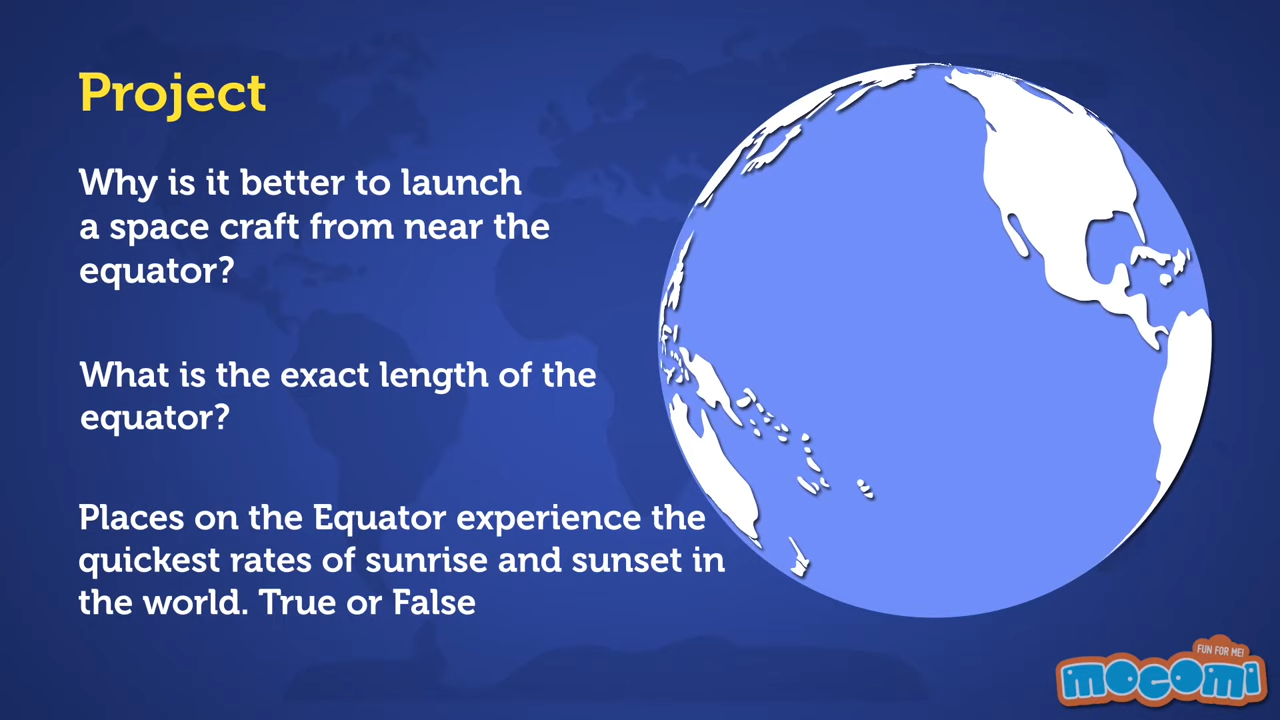 Project
Why is it better to launch
a space craft from near the
equator?
What is the exact length of the
equator?
Places on the Equator experience the
quickest rates of sunrise and sunset in
the world. True or False
FUN FOR ME!
mocomi